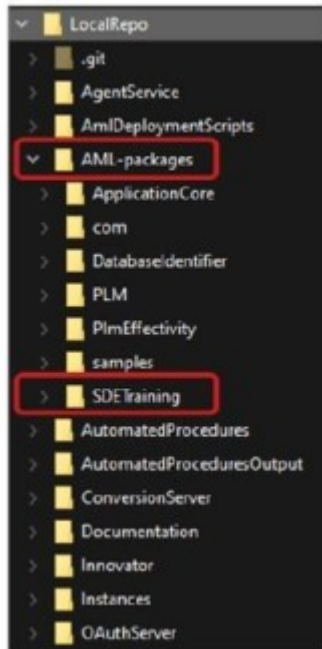 LocalRepo
.git
AgentService
AmlDeploymentScripts
AML-packages
ApplicationCore
com
DatabaseIdentifier
PLM
PlmEffectivity
samples
SDETraining
AutomatedProcedures
AutomatedProceduresOutput
ConversionServer
Documentation
Innovator
Instances
OAuthServer